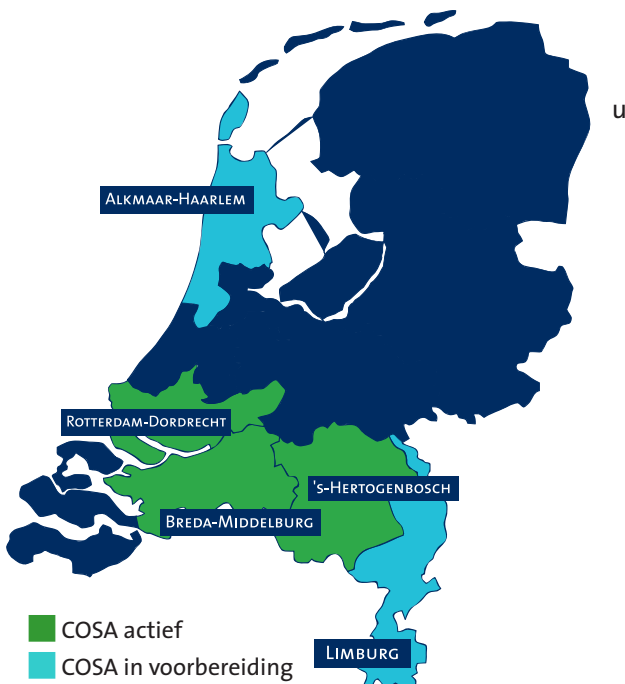 u
ALKMAAR-HAARLEM
ROTTERDAM-DORDRECHT
'S-HERTOGENBOSCH
BREDA-MIDDELBURG
COSA actief
LIMBURG
COSA in voorbereiding